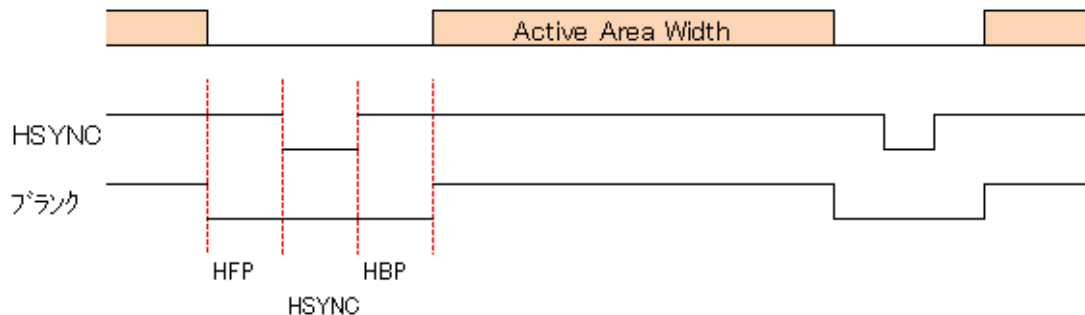 Active Area Width
HSYNC
ブランク
HFP
HBP
HSYNC